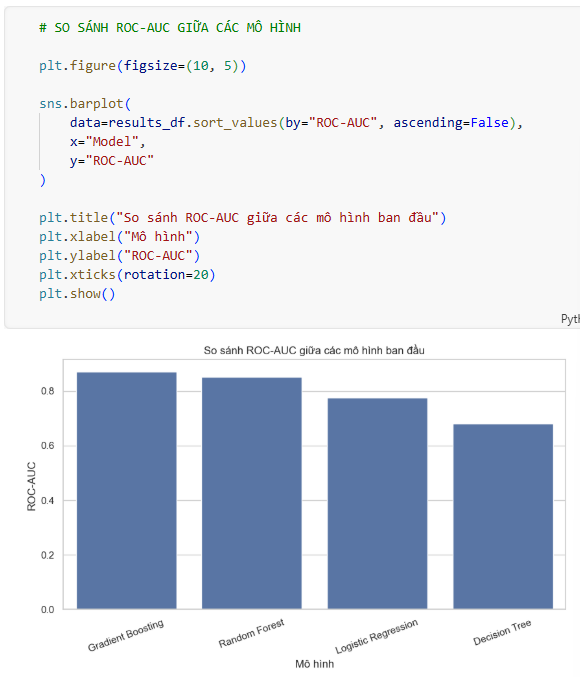 # SO SÁNH ROC-AUC GIỮA CÁC MÔ HÌNH
plt.figure(figsize=(10, 5))
sns.barplot(
data=results_df.sort_values(by="ROC-AUC", ascending=False),
x="Model",
y="ROC-AUC"
)
plt.title("So sánh ROC-AUC giữa các mô hình ban đầu")
plt.xlabel("Mô hình")
plt.ylabel("ROC-AUC")
plt.xticks(rotation=20)
plt.show()
So sánh ROC-AUC giữa các mô hình ban đầu
ROC-AUC
0.8
0.6
0.4
0.2
0.0
Gradient Boosting
Random Forest
Logistic Regression
Decision Tree
Mô hình